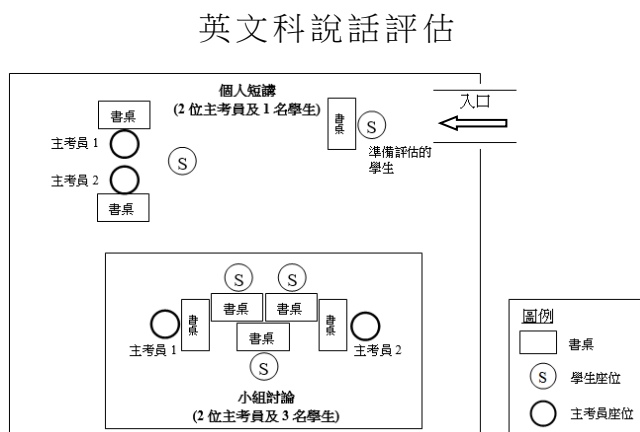 英文科說話評估
個人短講
(2 位主考員及 1 名學生)
入口
書桌
書桌
主考員 1
S
S
準備評估的
學生
主考員 2
書桌
S
S
書桌
書桌
書桌
書桌
書桌
主考員 1
主考員 2
S
小組討論
(2 位主考員及 3 名學生)
圖例
書桌
S
學生座位
主考員座位